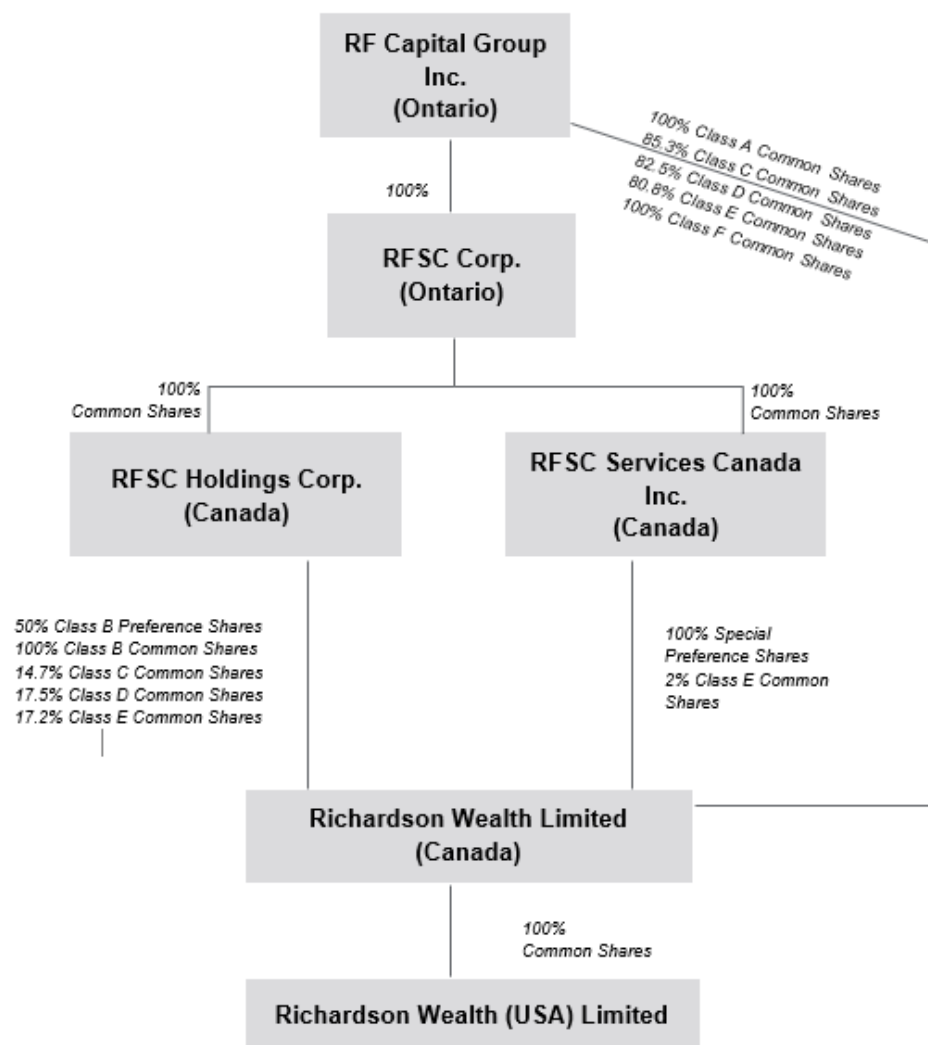 RF Capital Group
Inc.
(Ontario)
100% Class A Common Shares
85.3% Class C Common Shares
82.5% Class D Common Shares
80.8% Class E Common Shares
100% Class F Common Shares
100%
RFSC Corp.
(Ontario)
100%
Common Shares
100%
Common Shares
RFSC Holdings Corp.
(Canada)
RFSC Services Canada
Inc.
(Canada)
50% Class B Preference Shares
100% Class B Common Shares
14.7% Class C Common Shares
17.5% Class D Common Shares
17.2% Class E Common Shares
100% Special
Preference Shares
2% Class E Common
Shares
Richardson Wealth Limited
(Canada)
100%
Common Shares
Richardson Wealth (USA) Limited